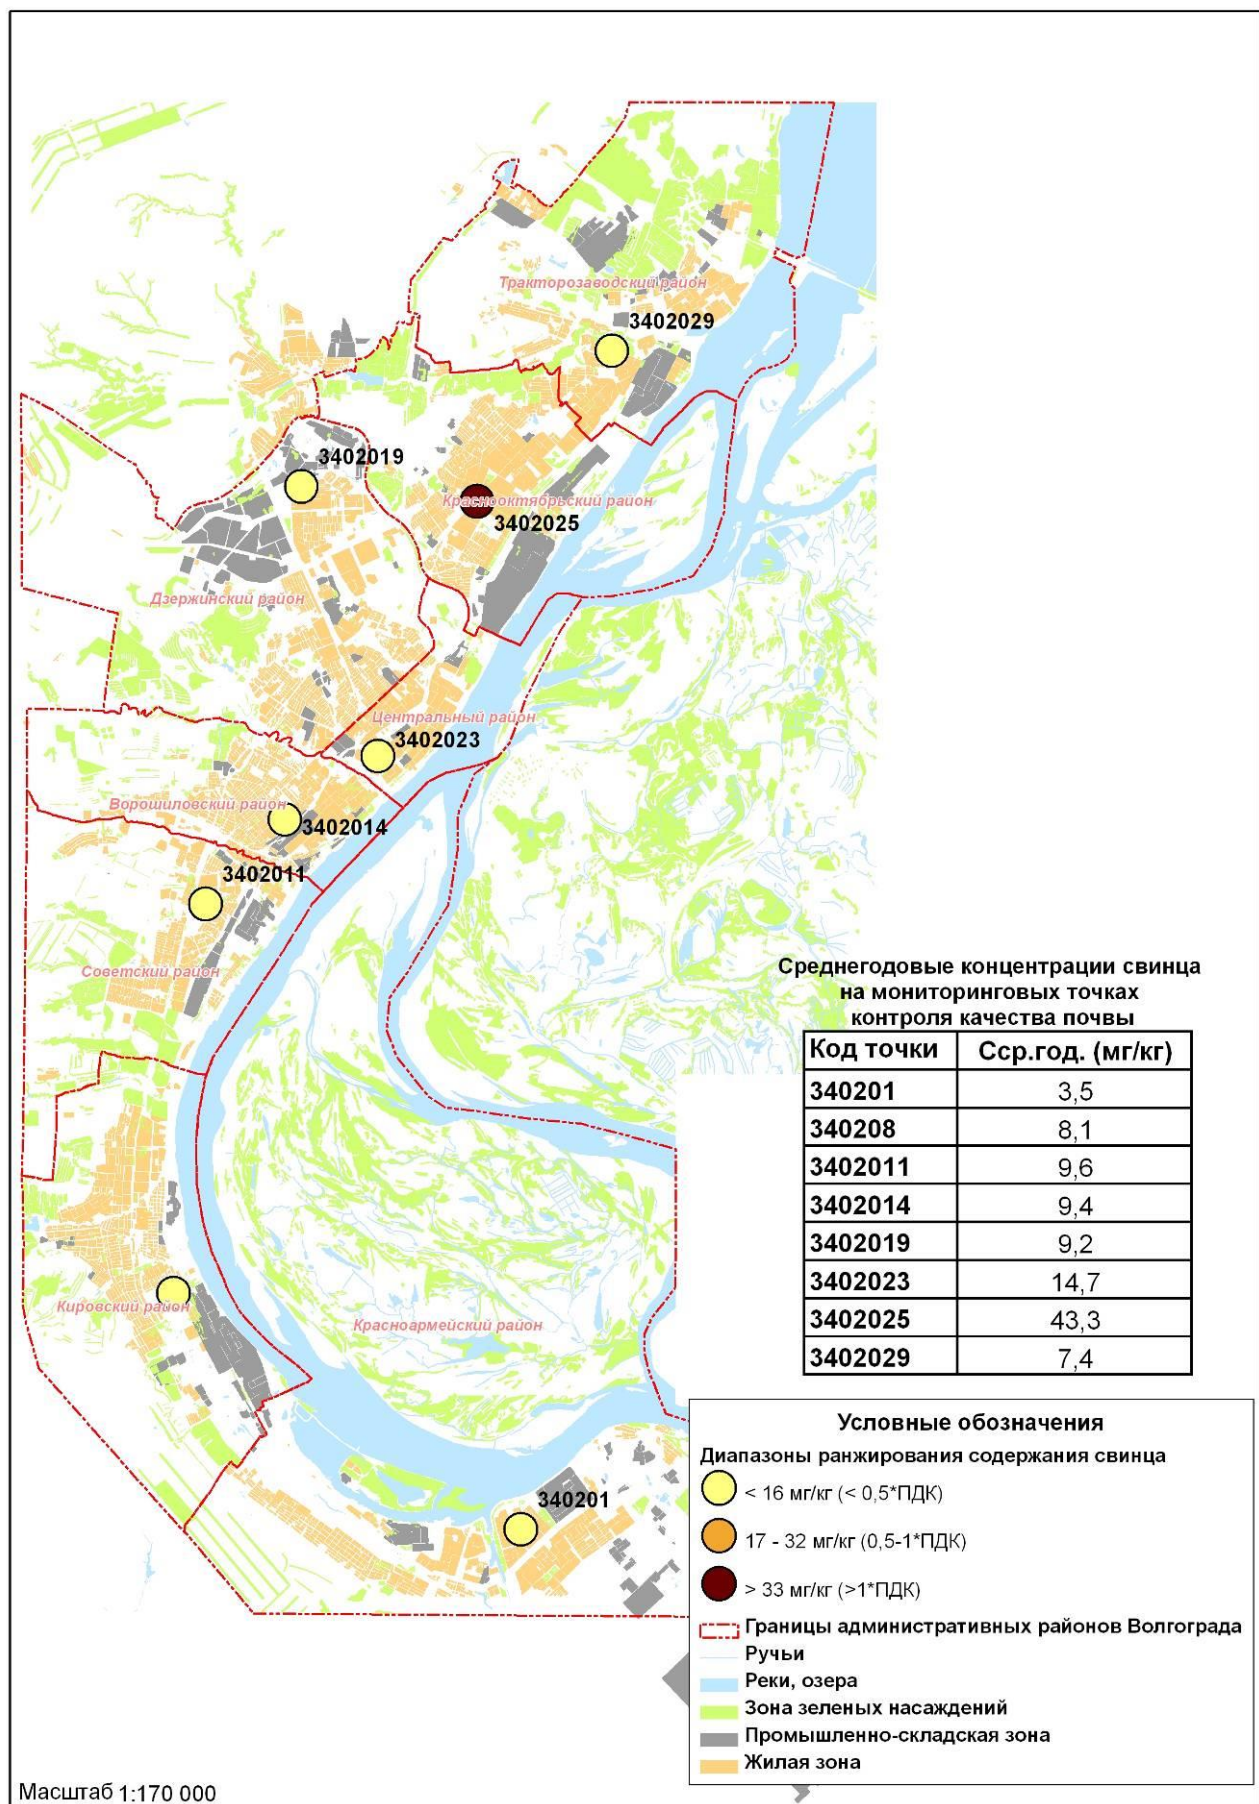 Тракторозаводский район
3402029
3402019
Краснооктябрьский район
3402025
Дзержинский район
Центральный район
3402023
Ворошиловский район
3402014
3402011
Советский район
Среднегодовые концентрации свинца
на мониторинговых точках
контроля качества почвы
Код точки Сср.год. (мг/кг)
340201 3,5
340208 8,1
3402011 9,6
3402014 9,4
3402019 9,2
3402023 14,7
3402025 43,3
3402029 7,4
Кировский район
Красноармейский район
340201
Условные обозначения
Диапазоны ранжирования содержания свинца
< 16 мг/кг (< 0,5*ПДК)
17 - 32 мг/кг (0,5-1*ПДК)
> 33 мг/кг (>1*ПДК)
Границы административных районов Волгограда
Ручьи
Реки, озера
Зона зеленых насаждений
Промышленно-складская зона
Жилая зона
Масштаб 1:170 000